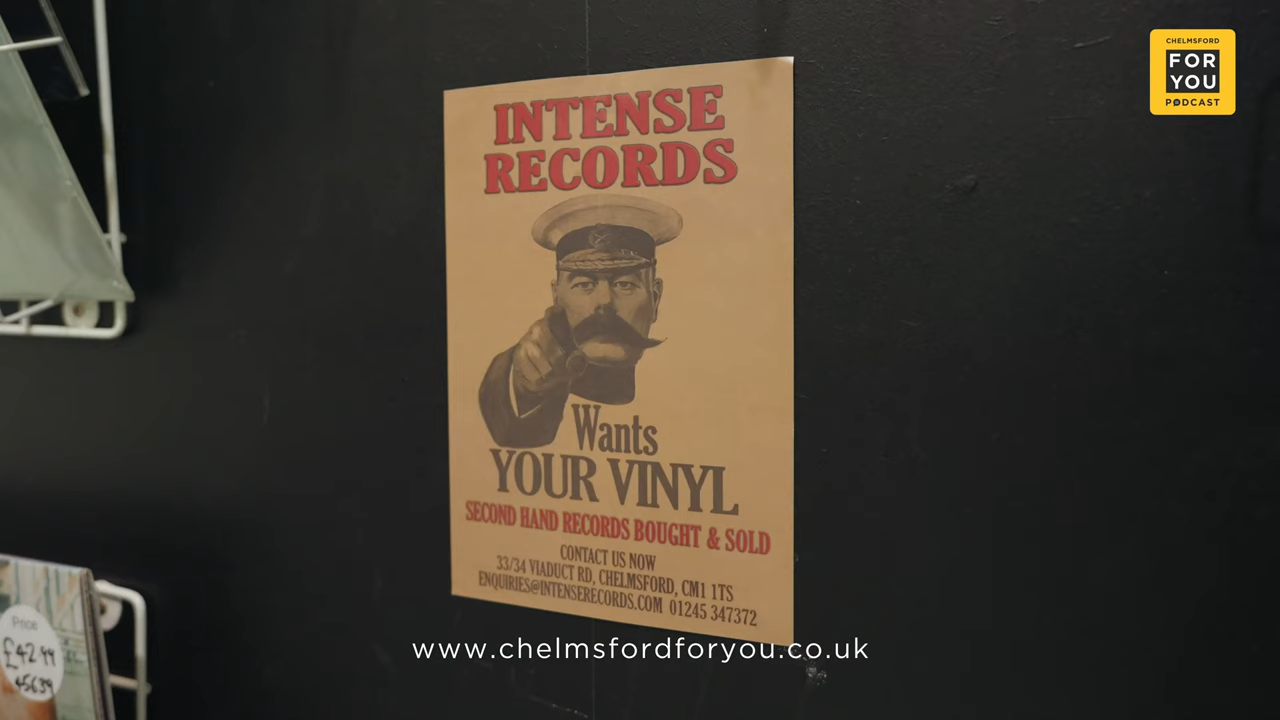 CHELMSFORD
FOR
YOU
PODCAST
INTENSE
RECORDS
Wants
YOUR VINYL
SECOND HAND RECORDS BOUGHT & SOLD
CONTACT US NOW
33/34 VIADUCT RD, CHELMSFORD, CM1 1TS
ENQUIRIES@INTENSERECORDS.COM 01245 347372
www.chelmsfordforyou.co.uk
Price
£42.99
45639